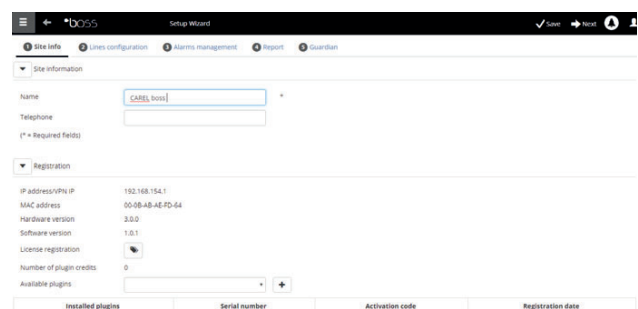 boss Setup Wizard Save Next
1 Site info 2 Lines configuration 3 Alarms management 4 Report 5 Guardian
Site information
Name CAREL boss *
Telephone
(* = Required fields)
Registration
IP address/VPN IP 192.168.154.1
MAC address 00-0B-AB-AE-FD-64
Hardware version 3.0.0
Software version 1.0.1
License registration
Number of plugin credits 0
Available plugins
Installed plugins Serial number Activation code Registration date